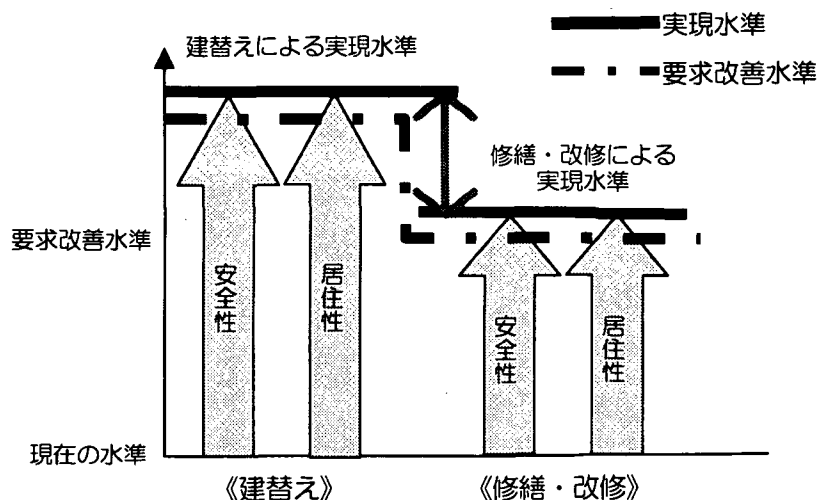 建替えによる実現水準
実現水準
要求改善水準
修繕・改修による
実現水準
要求改善水準
安全性
居住性
安全性
居住性
現在の水準
《建替え》
《修繕・改修》